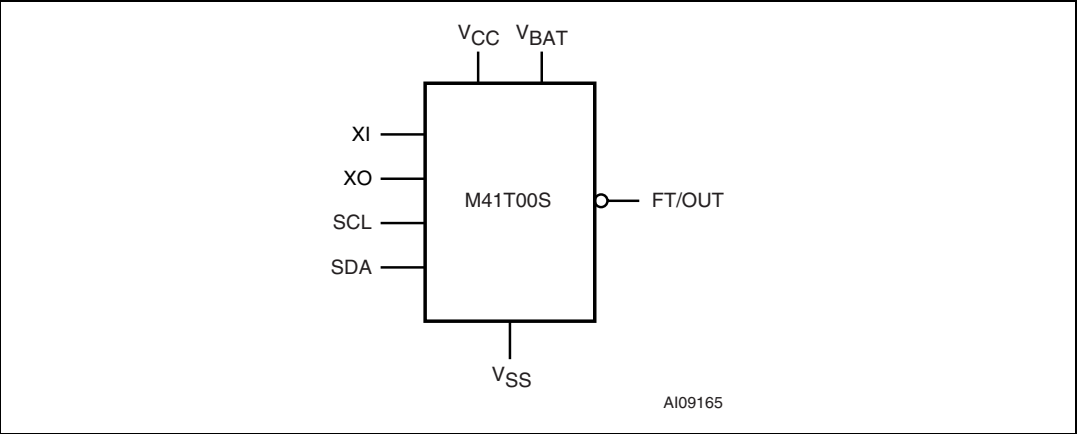 VCC VBAT
XI
XO
SCL
SDA
M41T00S
FT/OUT
VSS
AI09165